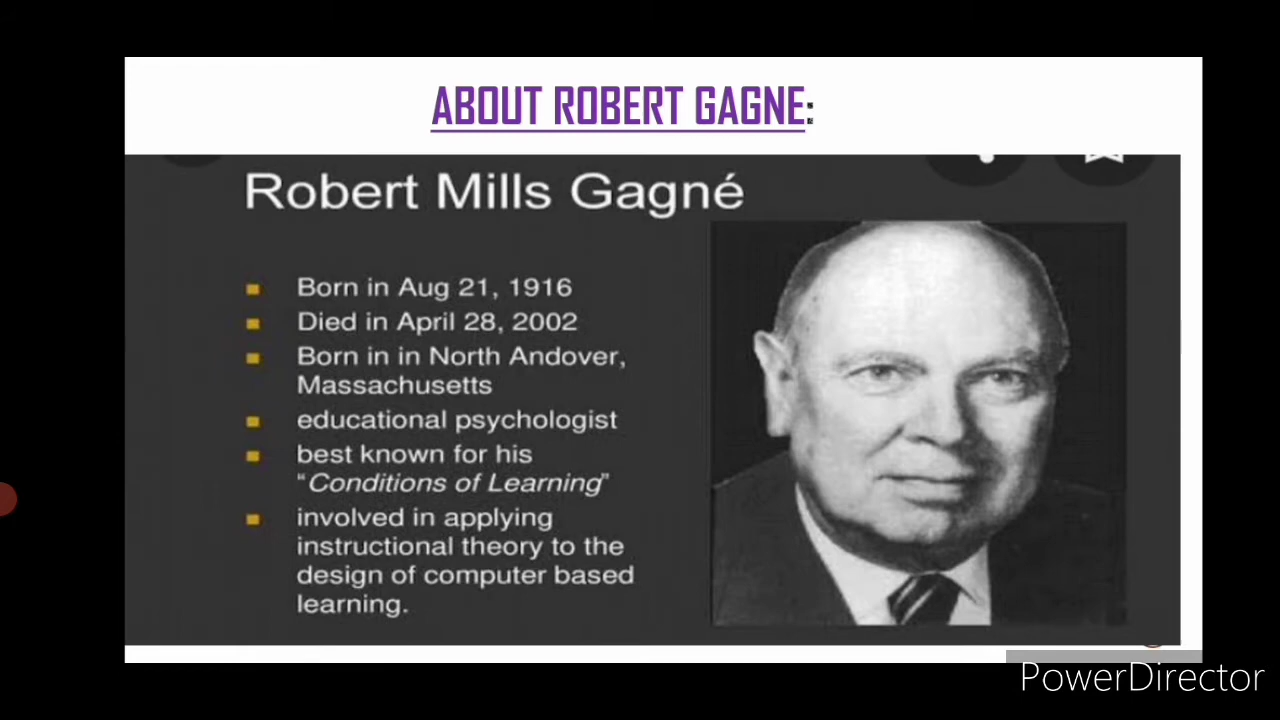 ABOUT ROBERT GAGNE:
Robert Mills Gagné
Born in Aug 21, 1916
Died in April 28, 2002
Born in in North Andover,
Massachusetts
educational psychologist
best known for his
“Conditions of Learning”
involved in applying
instructional theory to the
design of computer based
learning.
PowerDirector